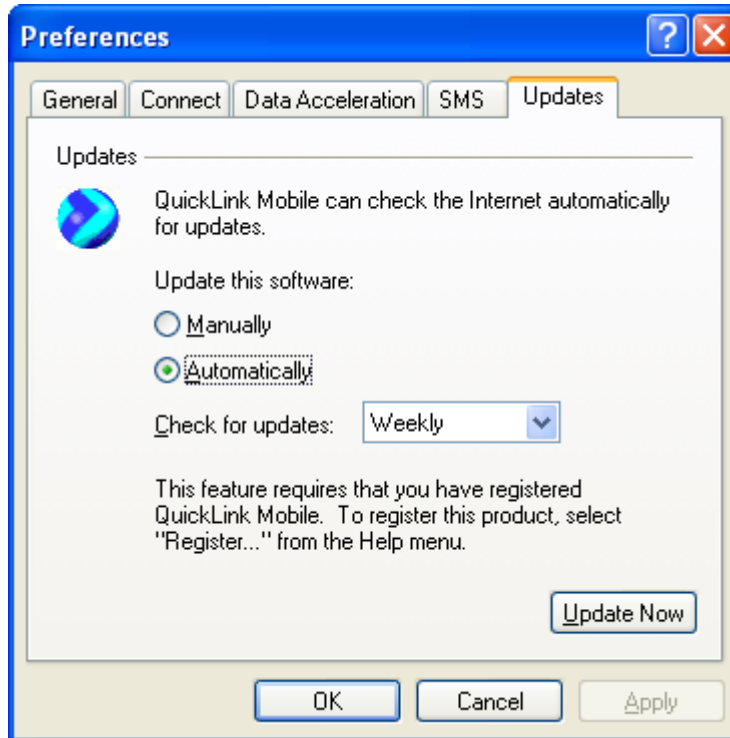 Preferences
General Connect Data Acceleration SMS Updates
Updates
QuickLink Mobile can check the Internet automatically
for updates.
Update this software:
Manually
Automatically
Check for updates: Weekly
This feature requires that you have registered
QuickLink Mobile.  To register this product, select
"Register..." from the Help menu.
Update Now
OK Cancel Apply